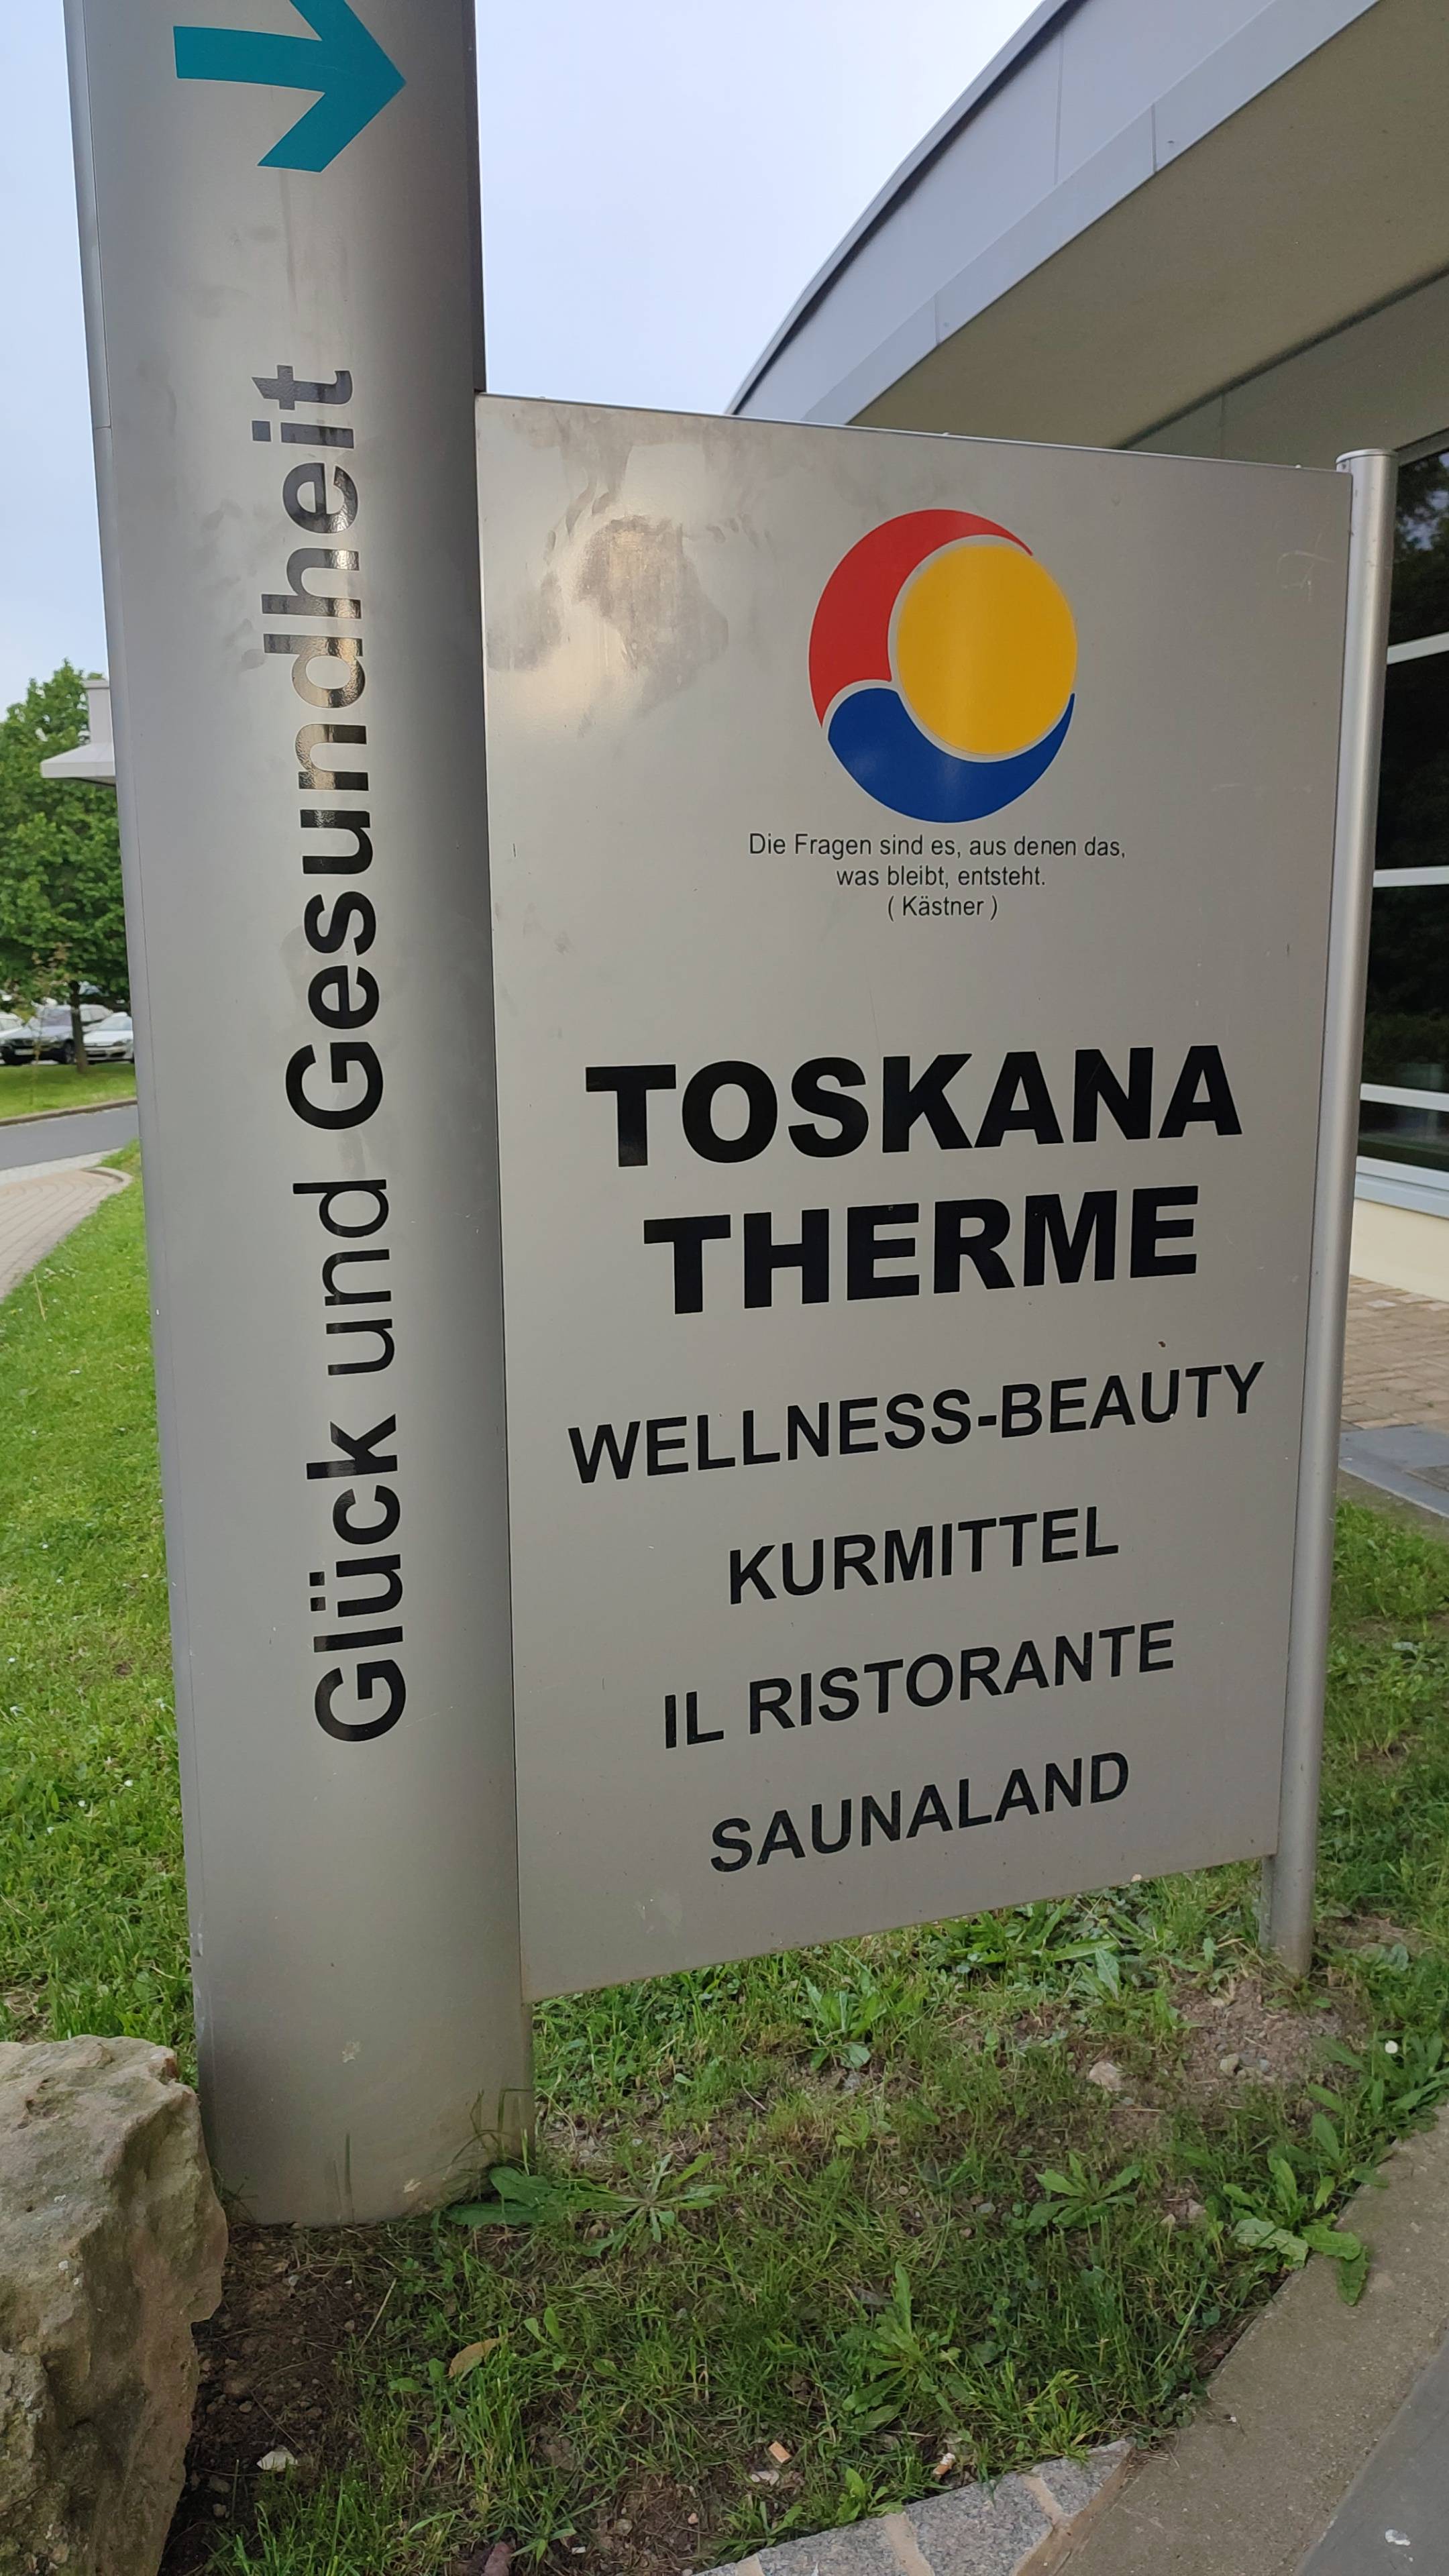 Glück und Gesundheit
Die Fragen sind es, aus denen das,
was bleibt, entsteht.
( Kästner )
TOSKANA
THERME
WELLNESS-BEAUTY
KURMITTEL
IL RISTORANTE
SAUNALAND